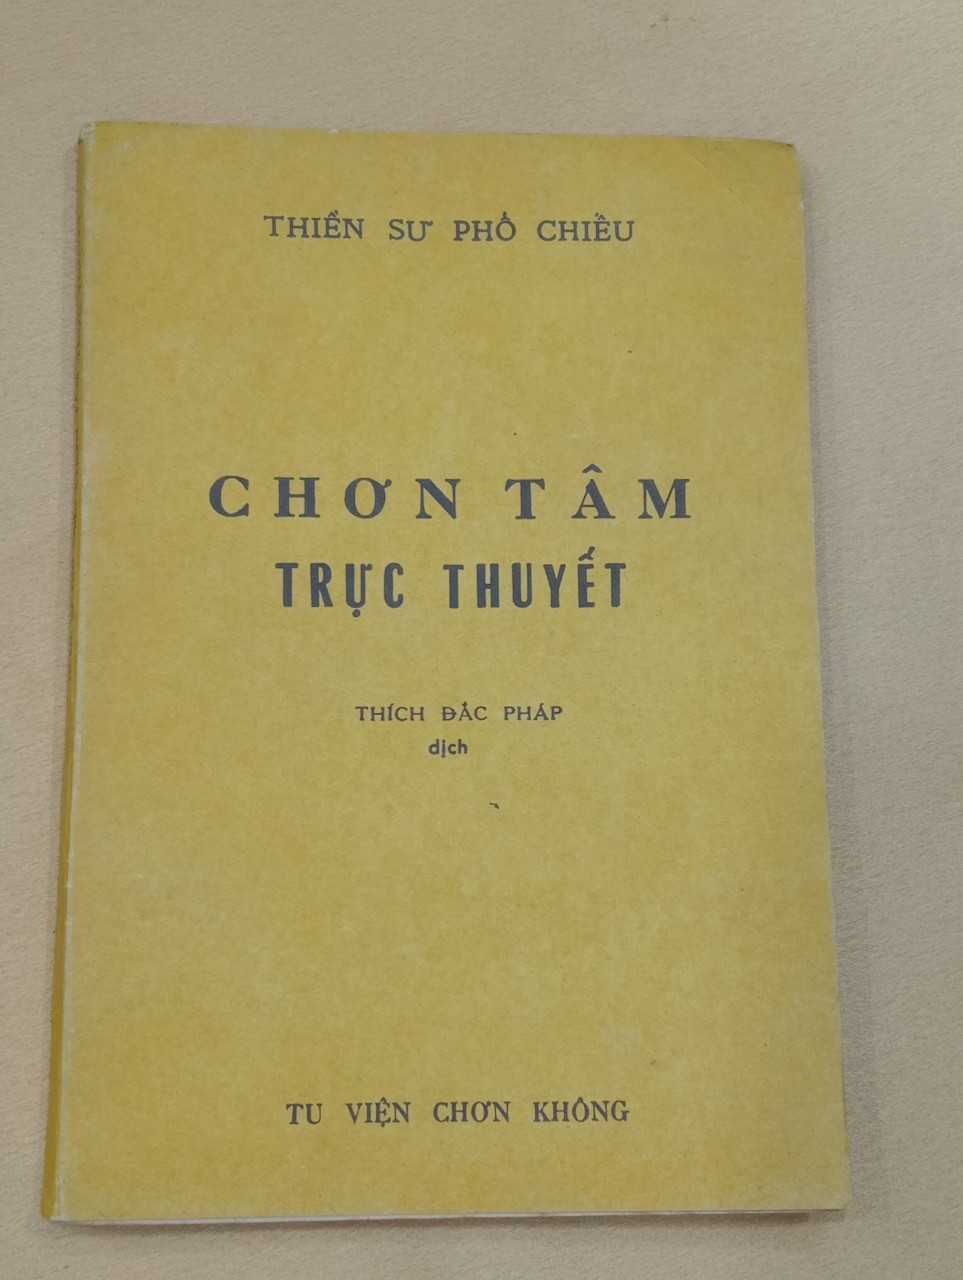 THIỀN SƯ PHỔ CHIẾU
CHƠN TÂM
TRỰC THUYẾT
THÍCH ĐẮC PHÁP
dịch
TU VIỆN CHƠN KHÔNG